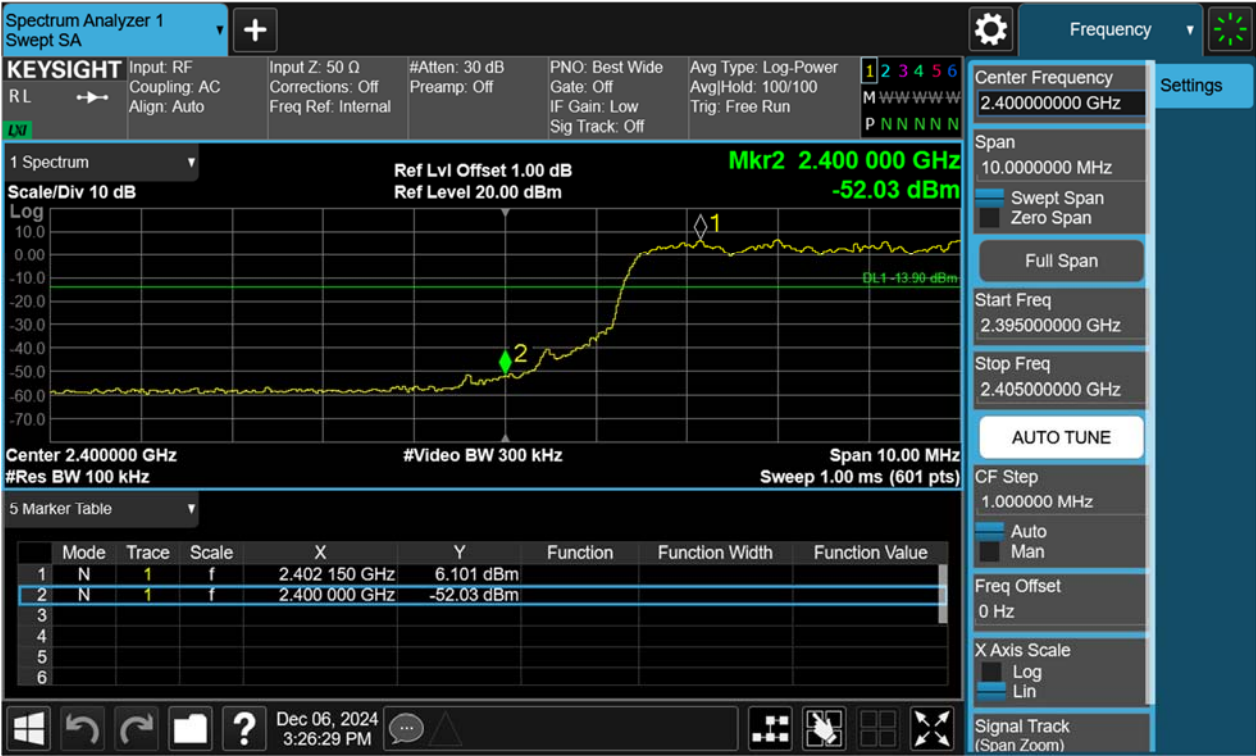 Spectrum Analyzer 1
Swept SA
Frequency
KEYSIGHT
RL
LXI
Input: RF
Coupling: AC
Align: Auto
Input Z: 50 Ω
Corrections: Off
Freq Ref: Internal
#Atten: 30 dB
Preamp: Off
PNO: Best Wide
Gate: Off
IF Gain: Low
Sig Track: Off
Avg Type: Log-Power
Avg|Hold: 100/100
Trig: Free Run
1 2 3 4 5 6
M W W W W W
P N N N N N
1 Spectrum
Scale/Div 10 dB
Ref Lvl Offset 1.00 dB
Ref Level 20.00 dBm
Mkr2 2.400 000 GHz
-52.03 dBm
Log
10.0
0.00
-10.0
-20.0
-30.0
-40.0
-50.0
-60.0
-70.0
1
DL1 -13.90 dBm
2
Center 2.400000 GHz
#Video BW 300 kHz
Span 10.00 MHz
#Res BW 100 kHz
Sweep 1.00 ms (601 pts)
5 Marker Table
Mode Trace Scale X Y Function Function Width Function Value
1 N 1 f 2.402 150 GHz 6.101 dBm
2 N 1 f 2.400 000 GHz -52.03 dBm
3
4
5
6
Dec 06, 2024
3:26:29 PM
Center Frequency
2.400000000 GHz
Settings
Span
10.0000000 MHz
Swept Span
Zero Span
Full Span
Start Freq
2.395000000 GHz
Stop Freq
2.405000000 GHz
AUTO TUNE
CF Step
1.000000 MHz
Auto
Man
Freq Offset
0 Hz
X Axis Scale
Log
Lin
Signal Track
(Span Zoom)